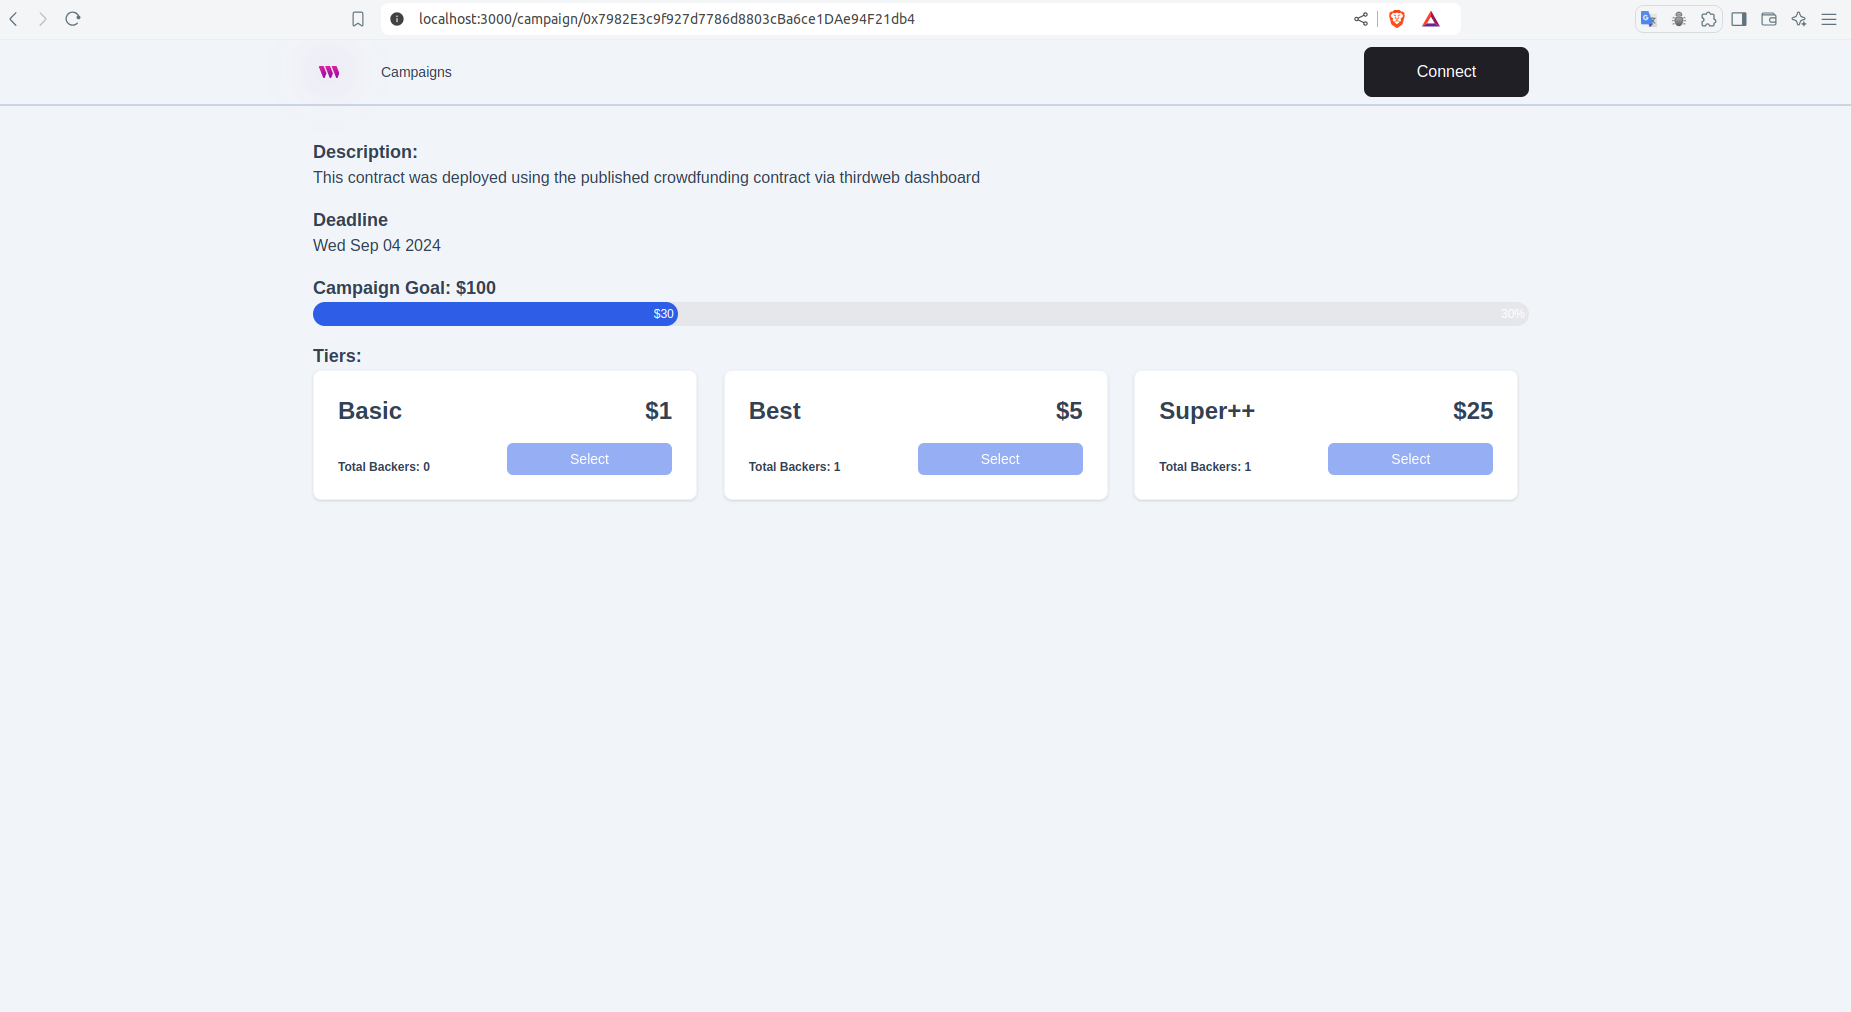 localhost:3000/campaign/0x7982E3c9f927d7786d8803cBa6ce1DAe94F21db4
Campaigns
Connect
Description:
This contract was deployed using the published crowdfunding contract via thirdweb dashboard
Deadline
Wed Sep 04 2024
Campaign Goal: $100
$30
30%
Tiers:
Basic
$1
Total Backers: 0
Select
Best
$5
Total Backers: 1
Select
Super++
$25
Total Backers: 1
Select